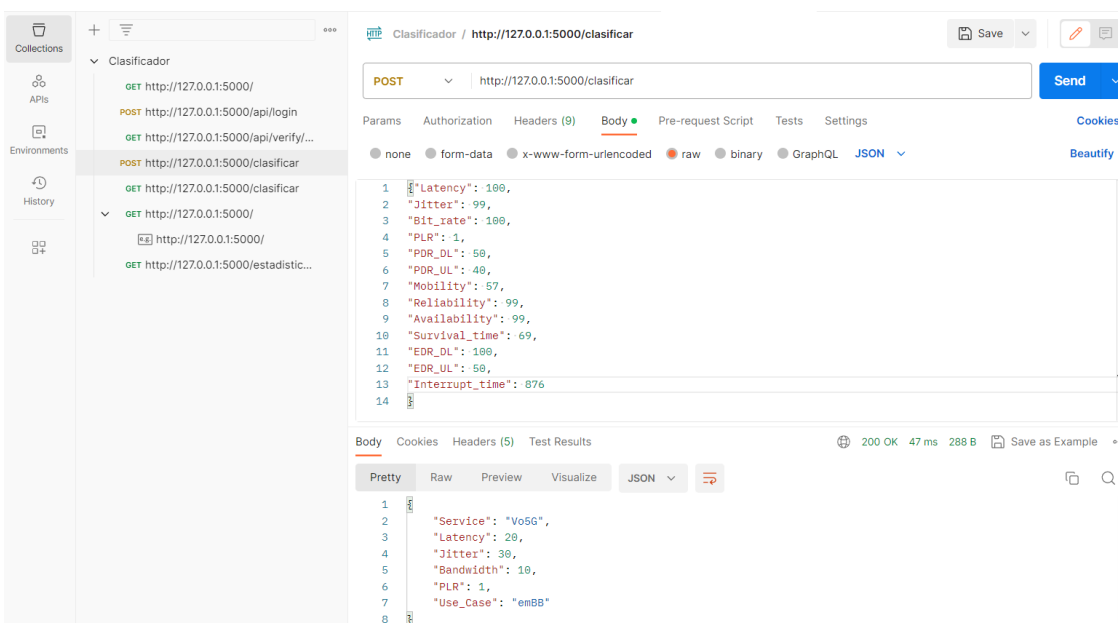 Collections
APIs
Environments
History
Clasificador
GET http://127.0.0.1:5000/
POST http://127.0.0.1:5000/api/login
GET http://127.0.0.1:5000/api/verify/...
POST http://127.0.0.1:5000/clasificar
GET http://127.0.0.1:5000/clasificar
GET http://127.0.0.1:5000/
e.g. http://127.0.0.1:5000/
GET http://127.0.0.1:5000/estadistic...
HTTP Clasificador / http://127.0.0.1:5000/clasificar
Save
POST http://127.0.0.1:5000/clasificar
Send
Params Authorization Headers (9) Body Pre-request Script Tests Settings Cookies
none form-data x-www-form-urlencoded raw binary GraphQL JSON Beautify
1 {"Latency": 100,
2 "Jitter": 99,
3 "Bit_rate": 100,
4 "PLR": 1,
5 "PDR_DL": 50,
6 "PDR_UL": 40,
7 "Mobility": 57,
8 "Reliability": 99,
9 "Availability": 99,
10 "Survival_time": 69,
11 "EDR_DL": 100,
12 "EDR_UL": 50,
13 "Interrupt_time": 876
14 }
Body Cookies Headers (5) Test Results 200 OK 47 ms 288 B Save as Example
Pretty Raw Preview Visualize JSON
1 {
2 "Service": "Vo5G",
3 "Latency": 20,
4 "Jitter": 30,
5 "Bandwidth": 10,
6 "PLR": 1,
7 "Use_Case": "emBB"
8 }